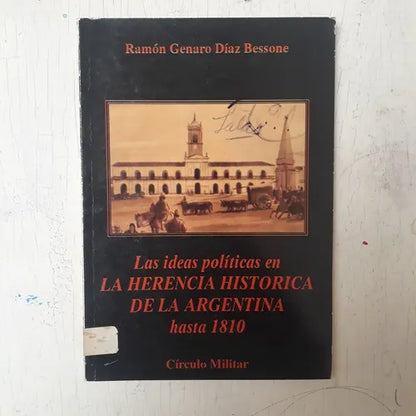 Ramón Genaro Díaz Bessone
Las ideas políticas en
LA HERENCIA HISTORICA
DE LA ARGENTINA
hasta 1810
Círculo Militar